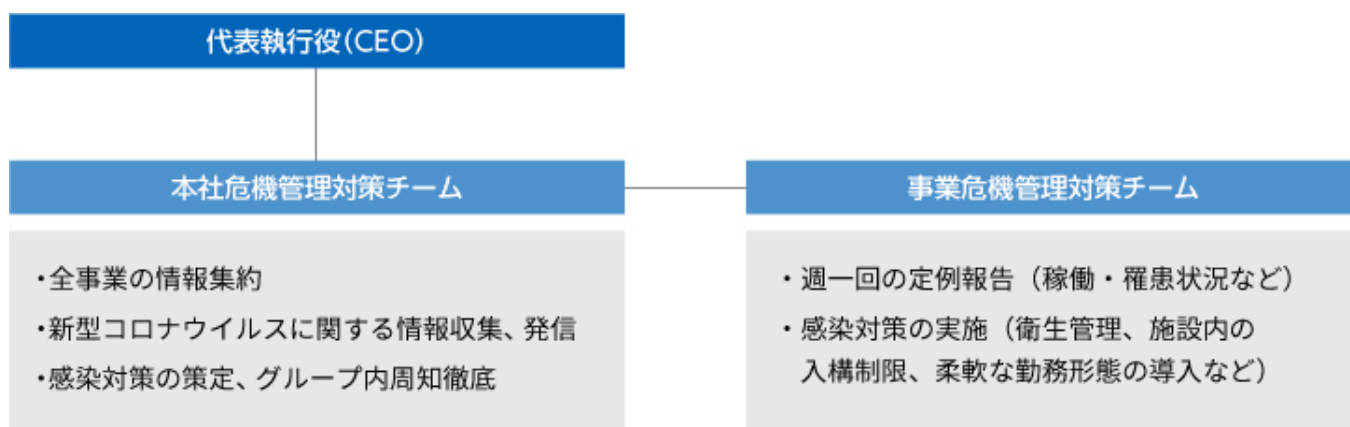 代表執行役(CEO)
本社危機管理対策チーム
・全事業の情報集約
・新型コロナウイルスに関する情報収集、発信
・感染対策の策定、グループ内周知徹底
事業危機管理対策チーム
・週一回の定例報告（稼働・罹患状況など）
・感染対策の実施（衛生管理、施設内の
入構制限、柔軟な勤務形態の導入など）